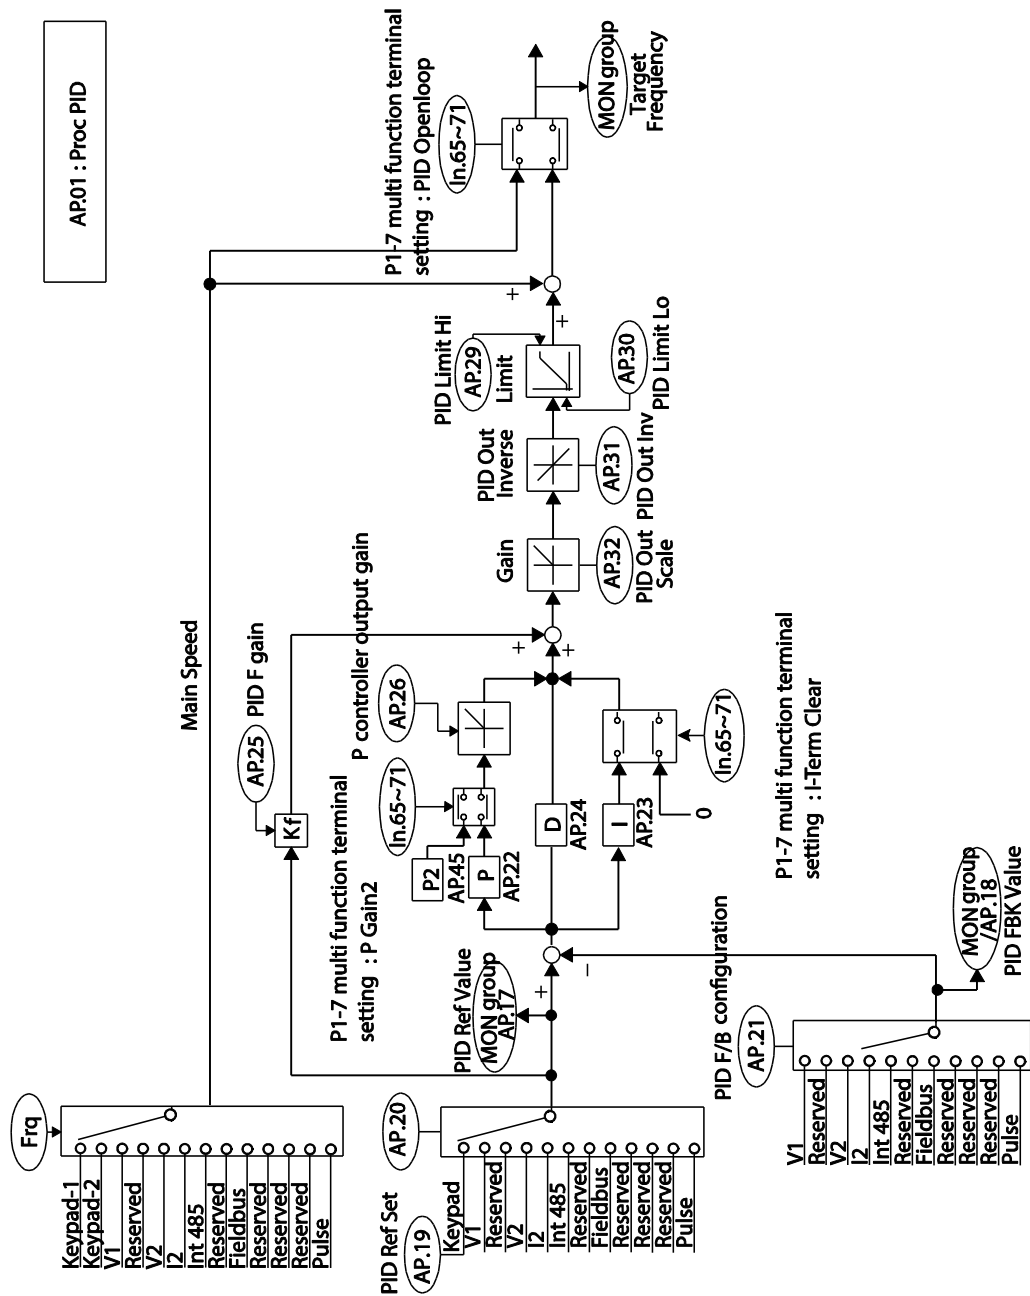 AP.01 : Proc PID
Frq
Keypad-1
Keypad-2
V1
Reserved
V2
I2
Int 485
Reserved
Fieldbus
Reserved
Reserved
Reserved
Pulse
Main Speed
AP.25
PID F gain
Kf
P1-7 multi function terminal
setting : PID Openloop
In.65~71
MON group
Target
Frequency
PID Ref Set
AP.19
AP.20
Keypad
V1
Reserved
V2
I2
Int 485
Reserved
Fieldbus
Reserved
Reserved
Reserved
Pulse
PID Ref Value
MON group
AP.17
+
−
P1-7 multi function terminal
setting : P Gain2
In.65~71
P2
AP.45
P
AP.22
P controller output gain
AP.26
D
AP.24
I
AP.23
0
In.65~71
P1-7 multi function terminal
setting : I-Term Clear
+
+
Gain
AP.32
PID Out
Scale
PID Out
Inverse
AP.31
PID Out Inv
PID Limit Hi
AP.29
Limit
AP.30
PID Limit Lo
+
+
PID F/B configuration
AP.21
V1
Reserved
V2
I2
Int 485
Reserved
Fieldbus
Reserved
Reserved
Reserved
Pulse
MON group
/AP.18
PID FBK Value